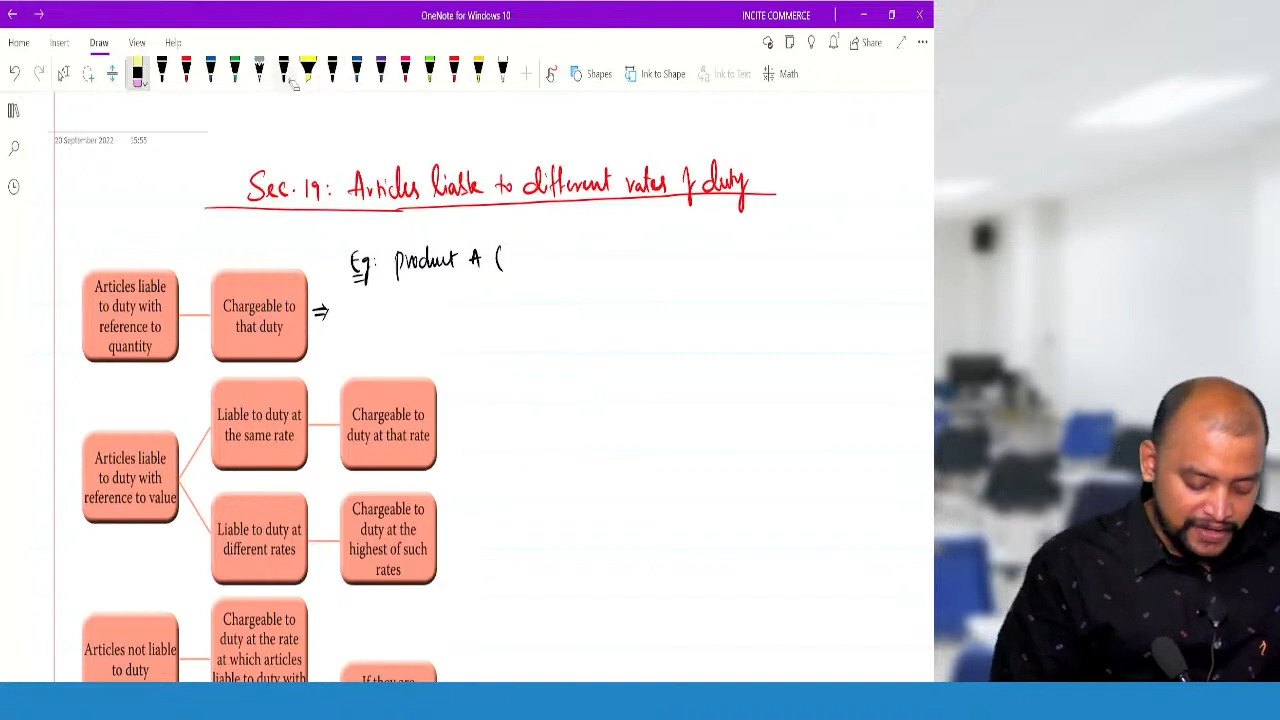 OneNote for Windows 10
INCITE COMMERCE
Home Insert Draw View Help
Share
Shapes
Ink to Shape
Ink to Text
Math
20 September 2022 15:55
Sec. 19: Articles liable to different rates of duty
Eg: product A (
Articles liable
to duty with
reference to
quantity
Chargeable to
that duty
⇒
Articles liable
to duty with
reference to value
Liable to duty at
the same rate
Chargeable to
duty at that rate
Liable to duty at
different rates
Chargeable to
duty at the
highest of such
rates
Articles not liable
to duty
Chargeable to
duty at the rate
at which articles
liable to duty with
If they are